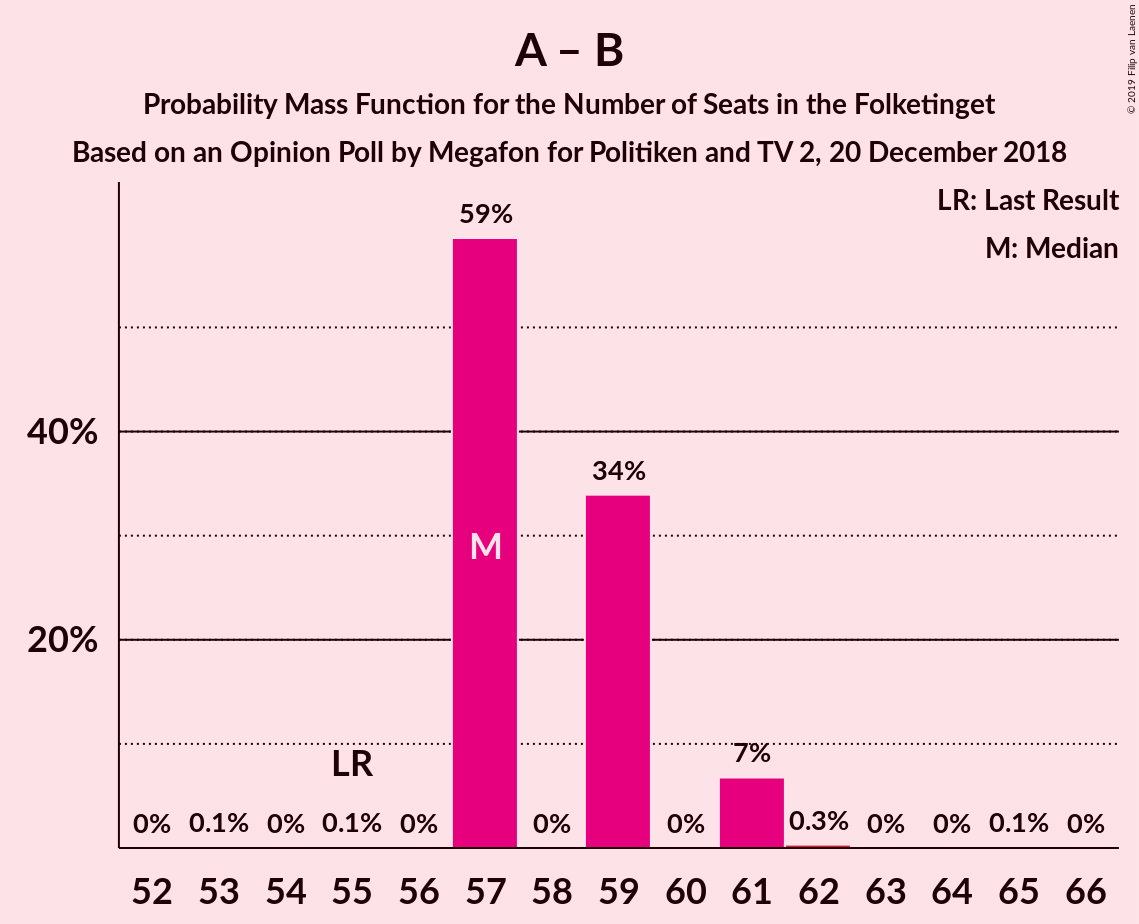 A – B
Probability Mass Function for the Number of Seats in the Folketinget
Based on an Opinion Poll by Megafon for Politiken and TV 2, 20 December 2018
© 2019 Filip van Laenen
LR: Last Result
M: Median
59%
40%
34%
M
20%
LR
7%
0% 0.1% 0% 0.1% 0% 0% 0% 0.3% 0% 0% 0.1% 0%
52 53 54 55 56 57 58 59 60 61 62 63 64 65 66